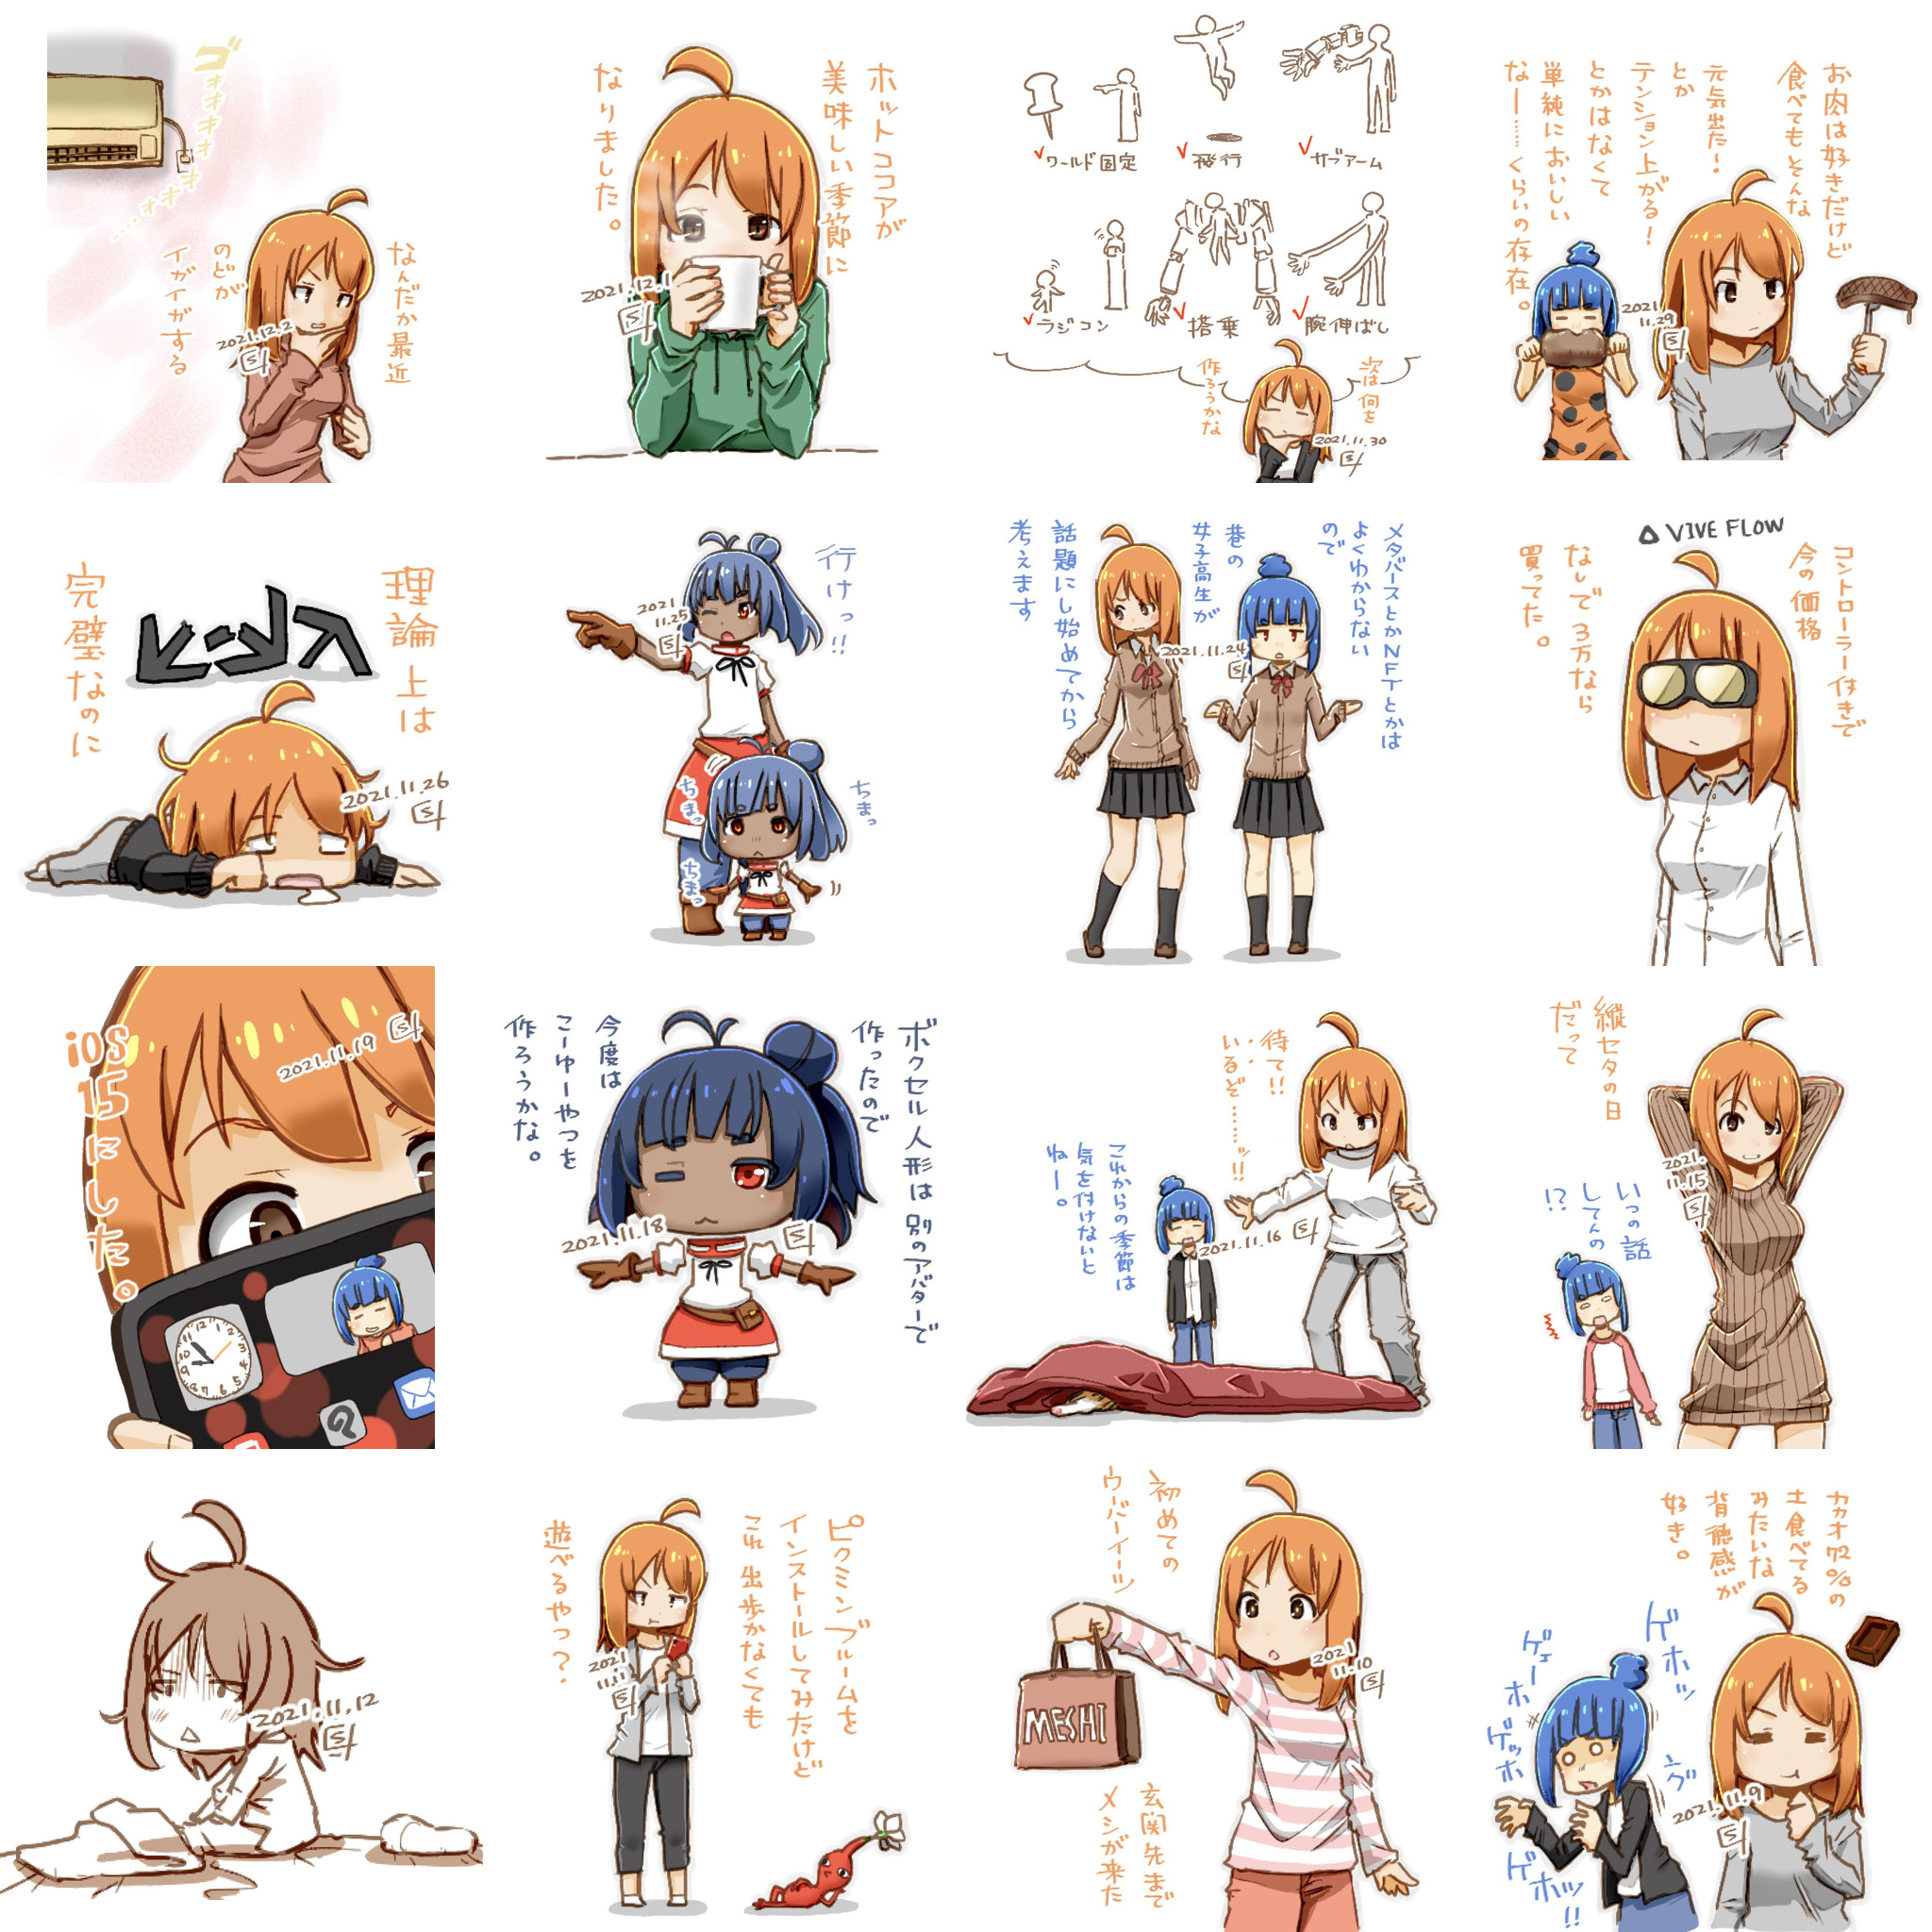 ゴォォォォォォォ……
なんだか最近
のどが
イガイガする
2021.12.2
ホットココアが
美味しい季節に
なりました。
2021.12.1
ワールド固定
飛行
サブアーム
ラジコン
搭乗
腕伸ばし
次は何を
作ろうかな
2021.11.30
お肉は好きだけど
食べてもそんな
元気出た!
とか
テンション上がる!
とかはなくて
単純においしい
なー……くらいの存在。
2021
11.29
理論上は
完璧なのに
2021.11.26
行けっ!!
2021
11.25
ちまっ
ちまっ
ちまっ
メタバースとかNFTとかは
よくわからない
ので
巷の
女子高生が
話題にし始めてから
考えます
2021.11.24
VIVE FLOW
コントローラー付きで
今の価格
なしで3万なら
買ってた。
iOS
15にした。
2021.11.19
12
1
2
3
4
5
6
7
8
9
10
11
ボクセル人形は別のアバターで
作ったので
今度は
こーゆーやつを
作ろうかな。
2021.11.18
待て!!
いるぞ………ッ!!
これからの季節は
気を付けないと
ねー。
2021.11.16
縦セタの日
だって
いつの話
してんの
!?
2021.
11.15
2021.11.12
ピクミンブルームを
インストールしてみたけど
これ出歩かなくても
遊べるやつ?
2021
11.11
初めての
ウーバーイーツ
MESHI
玄関先まで
メシが来た
2021
11.10
カカオ72%の
土食べてる
みたいな
背徳感が
好き。
ゲホッ
ゲェーホ
ゲッホ
ヴ
ゲホッ!!
2021.11.9